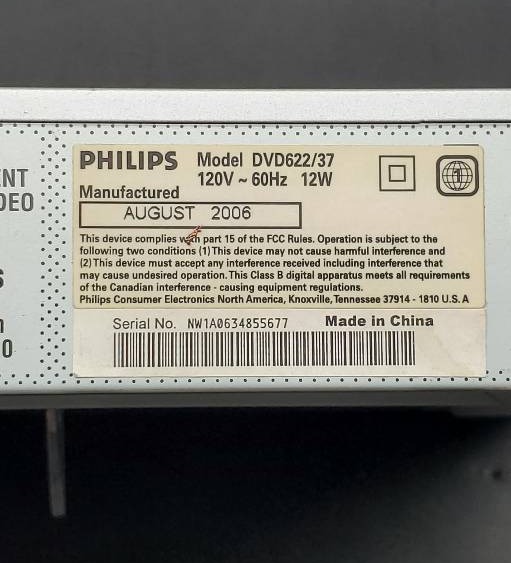 PHILIPS Model DVD622/37
120V ~ 60Hz 12W
1
Manufactured
AUGUST 2006
This device complies with part 15 of the FCC Rules. Operation is subject to the
following two conditions (1) This device may not cause harmful interference and
(2) This device must accept any interference received including interference that
may cause undesired operation. This Class B digital apparatus meets all requirements
of the Canadian interference - causing equipment regulations.
Philips Consumer Electronics North America, Knoxville, Tennessee 37914 - 1810 U.S.A
Serial No. NW1A0634855677 Made in China
ENT
DEO
S
0